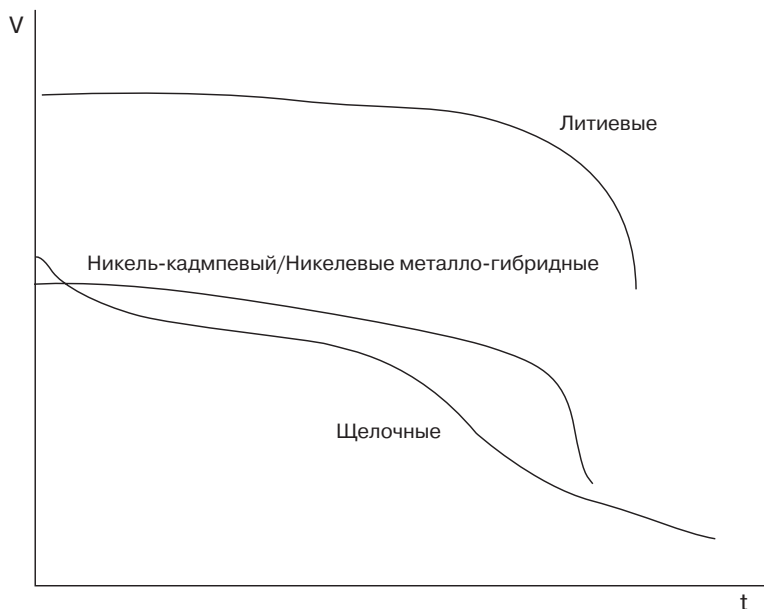 V
Литиевые
Никель-кадмпевый/Никелевые металло-гибридные
Щелочные
t